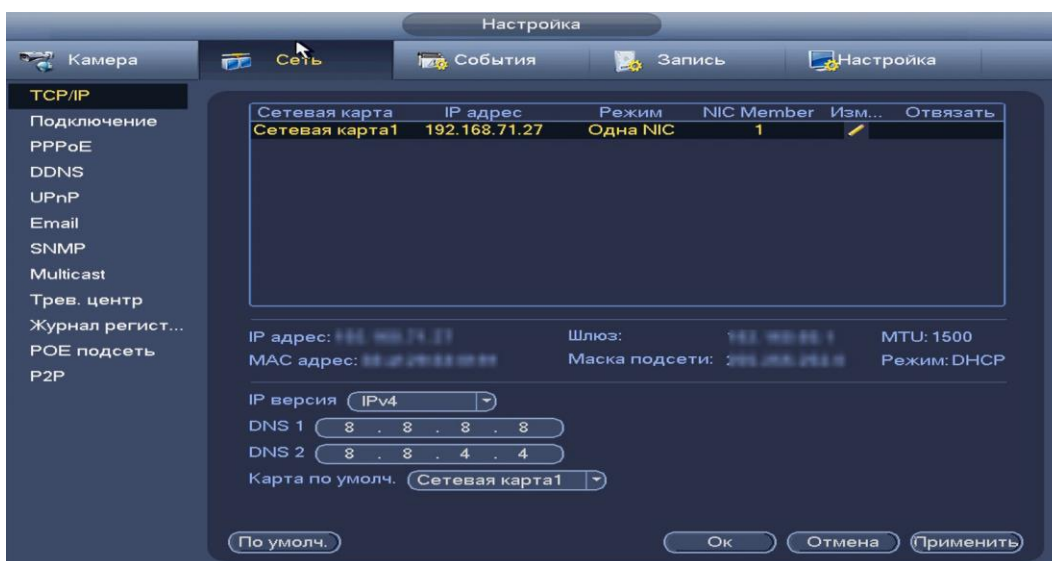 Настройка
Камера
Сеть
События
Запись
Настройка
TCP/IP
Подключение
PPPoE
DDNS
UPnP
Email
SNMP
Multicast
Трев. центр
Журнал регист...
POE подсеть
P2P
Сетевая карта IP адрес Режим NIC Member Изм... Отвязать
Сетевая карта1 192.168.71.27 Одна NIC 1
IP адрес: Шлюз: MTU: 1500
MAC адрес: Маска подсети: Режим: DHCP
IP версия IPv4
DNS 1 8 . 8 . 8 . 8
DNS 2 8 . 8 . 4 . 4
Карта по умолч. Сетевая карта1
По умолч. Ок Отмена Применить